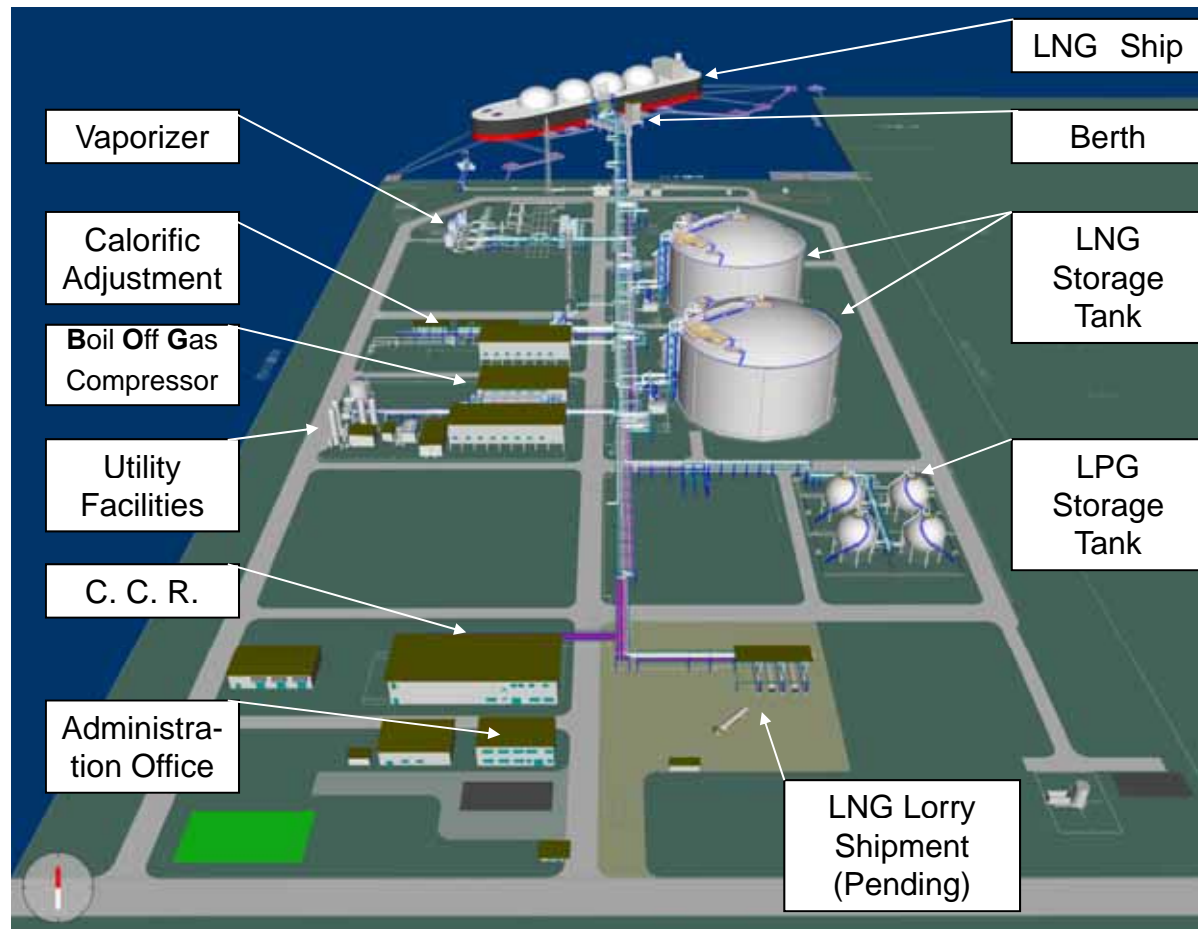 LNG Ship
Berth
LNG
Storage
Tank
LPG
Storage
Tank
LNG Lorry
Shipment
(Pending)
Vaporizer
Calorific
Adjustment
Boil Off Gas
Compressor
Utility
Facilities
C. C. R.
Administra-
tion Office